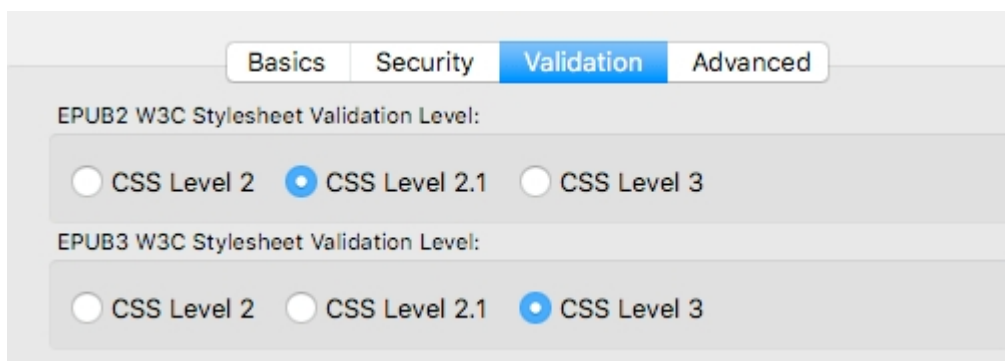 Basics Security Validation Advanced
EPUB2 W3C Stylesheet Validation Level:
CSS Level 2 CSS Level 2.1 CSS Level 3
EPUB3 W3C Stylesheet Validation Level:
CSS Level 2 CSS Level 2.1 CSS Level 3